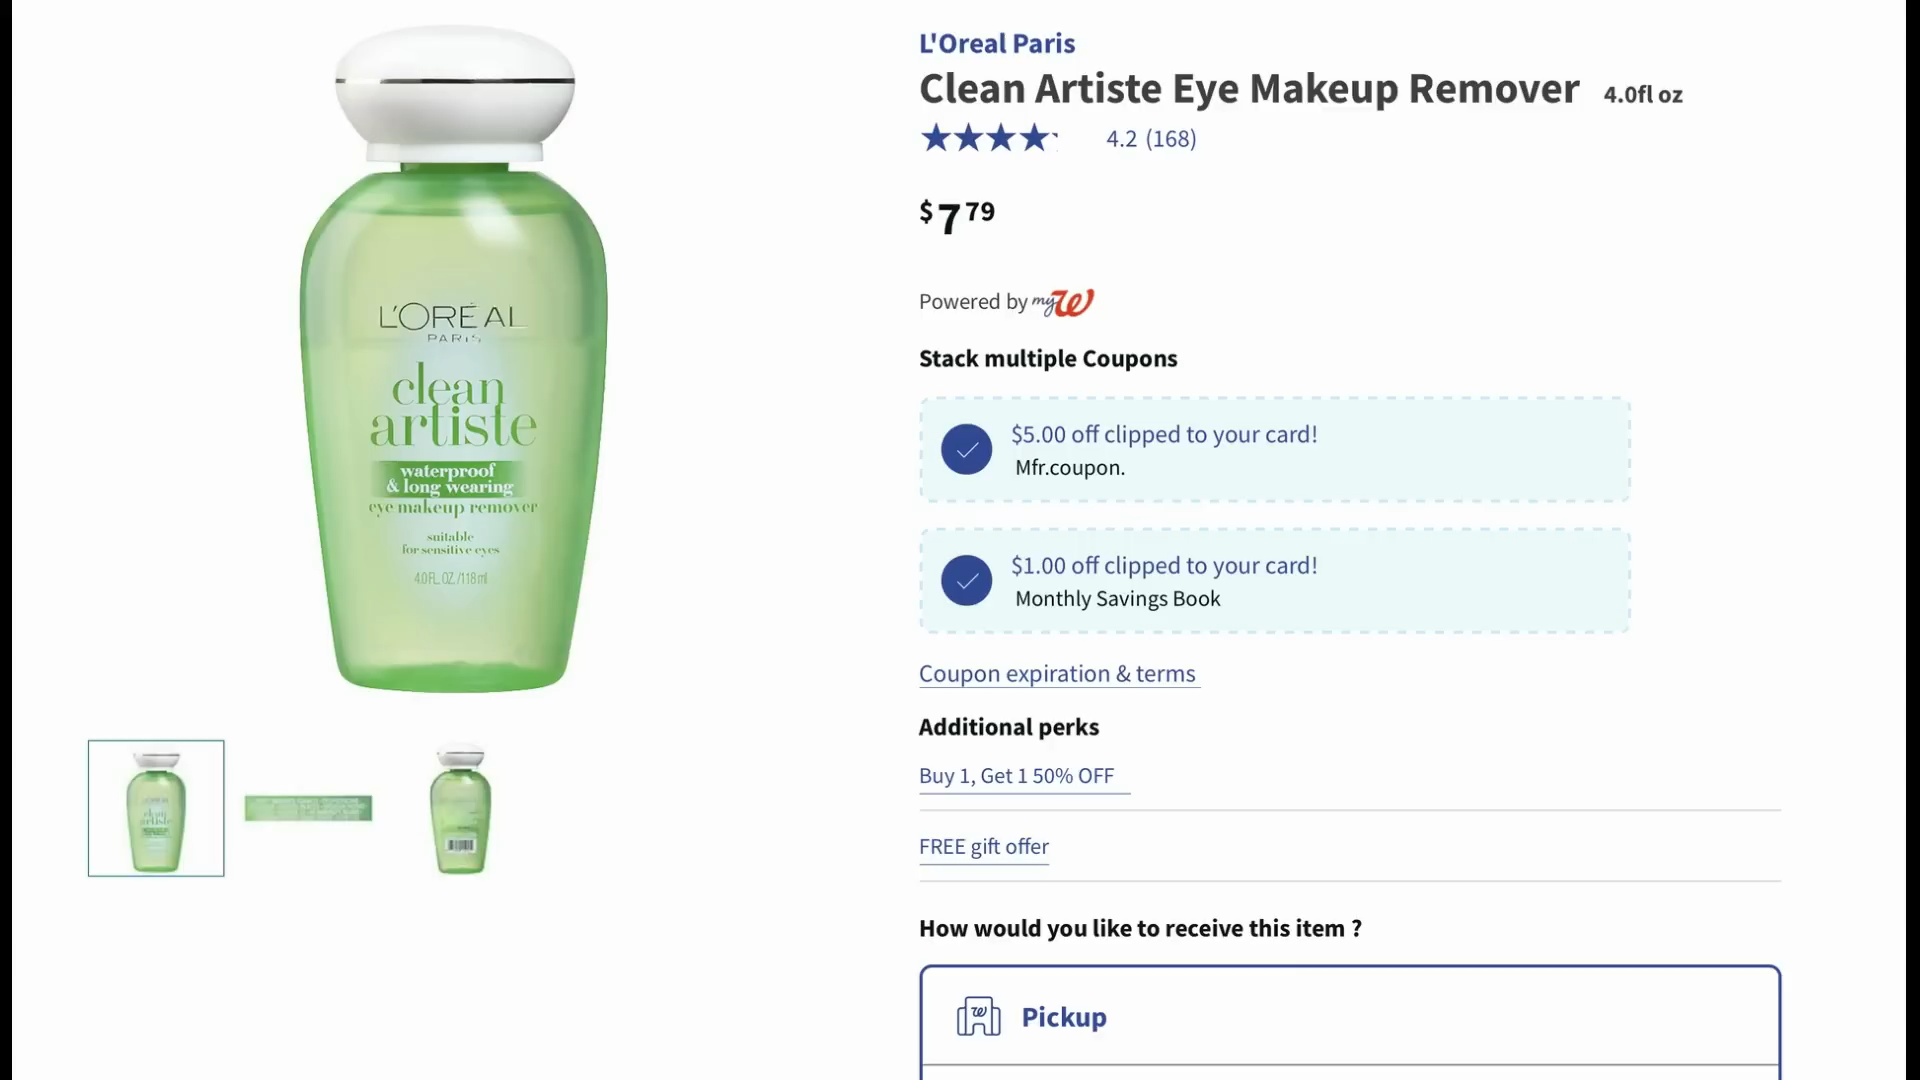 L'Oreal Paris
Clean Artiste Eye Makeup Remover 4.0fl oz
4.2 (168)
$7 79
Powered by myW
Stack multiple Coupons
$5.00 off clipped to your card!
Mfr.coupon.
$1.00 off clipped to your card!
Monthly Savings Book
Coupon expiration & terms
Additional perks
Buy 1, Get 1 50% OFF
FREE gift offer
How would you like to receive this item ?
Pickup
L'ORÉAL
PARIS
clean
artiste
waterproof
& long wearing
eye makeup remover
suitable
for sensitive eyes
4.0 FL. OZ./118 ml